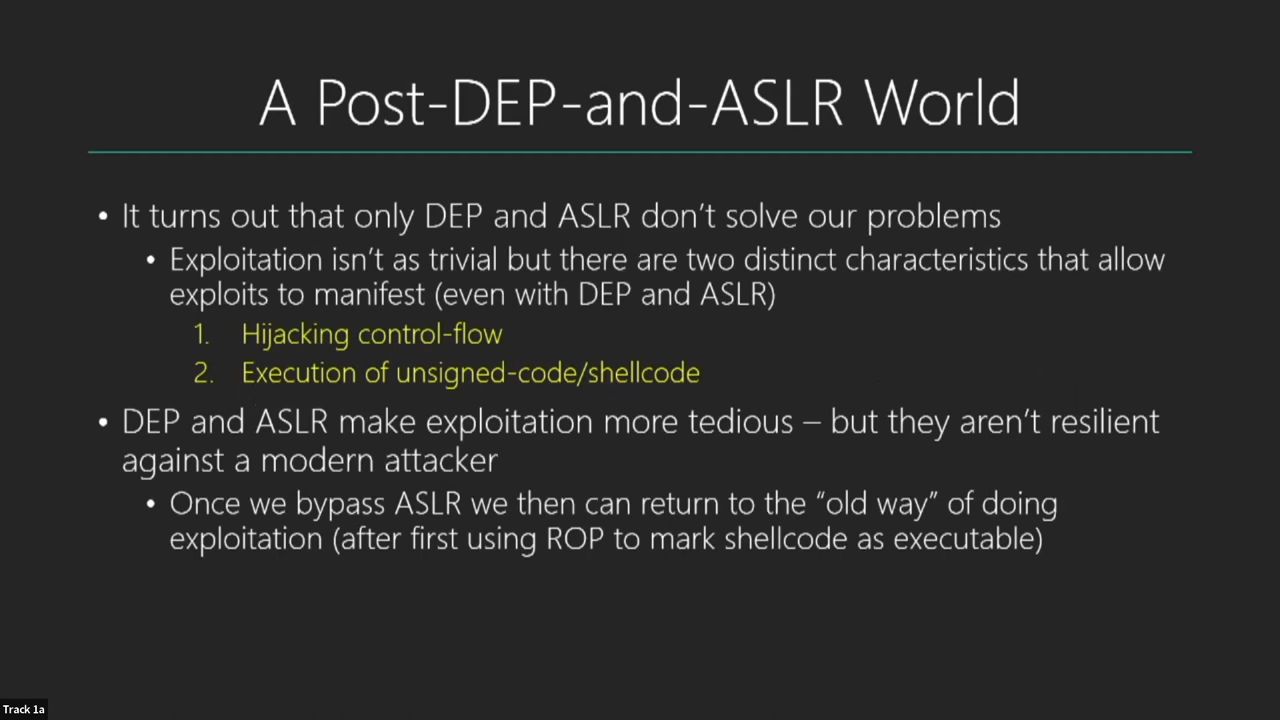 A Post-DEP-and-ASLR World
• It turns out that only DEP and ASLR don't solve our problems
• Exploitation isn't as trivial but there are two distinct characteristics that allow
exploits to manifest (even with DEP and ASLR)
1. Hijacking control-flow
2. Execution of unsigned-code/shellcode
• DEP and ASLR make exploitation more tedious – but they aren't resilient
against a modern attacker
• Once we bypass ASLR we then can return to the “old way” of doing
exploitation (after first using ROP to mark shellcode as executable)
Track 1a